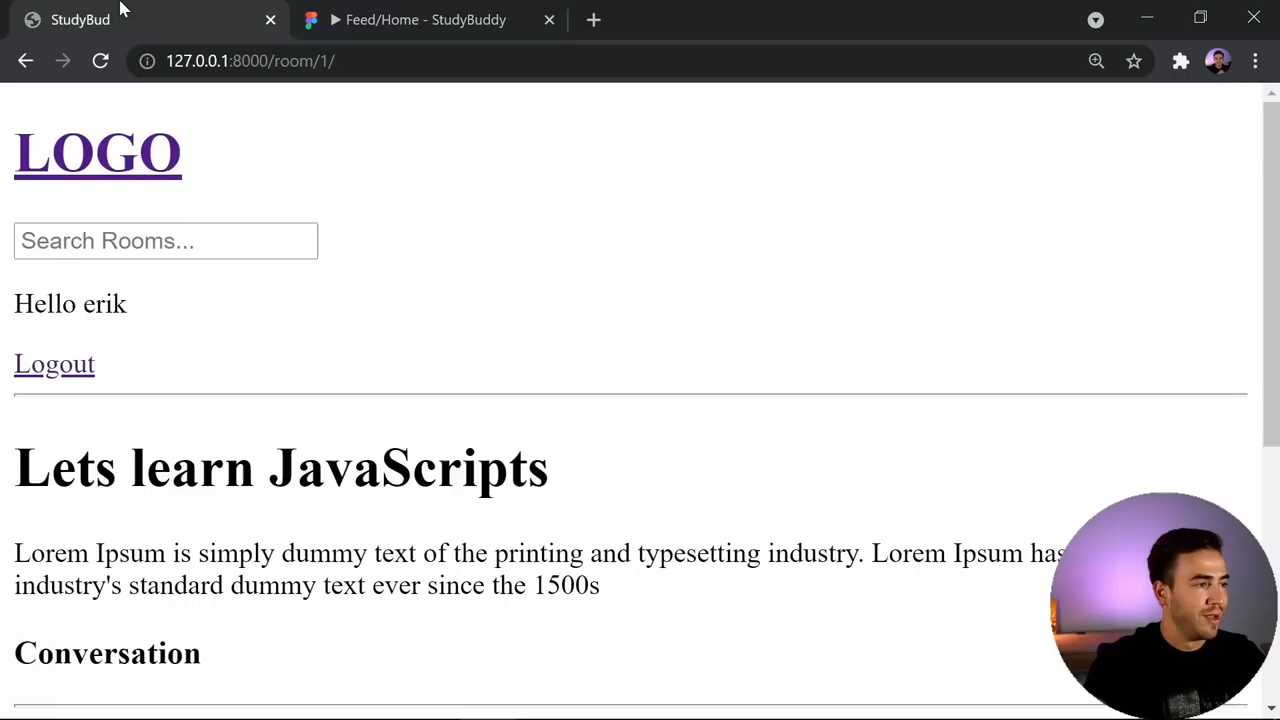 StudyBud
Feed/Home - StudyBuddy
127.0.0.1:8000/room/1/
LOGO
Search Rooms...
Hello erik
Logout
Lets learn JavaScripts
Lorem Ipsum is simply dummy text of the printing and typesetting industry. Lorem Ipsum has
industry's standard dummy text ever since the 1500s
Conversation